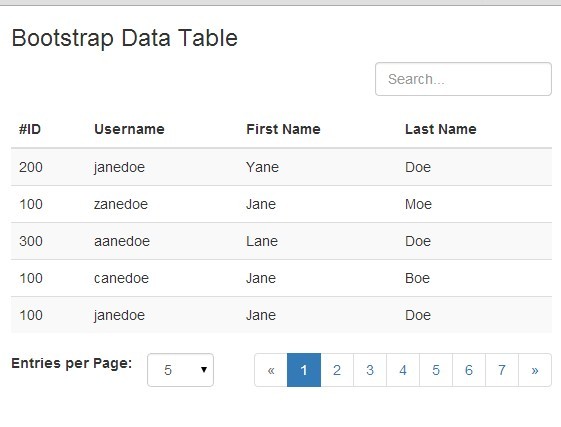 Bootstrap Data Table
Search...
#ID Username First Name Last Name
200 janedoe Yane Doe
100 zanedoe Jane Moe
300 aanedoe Lane Doe
100 canedoe Jane Boe
100 janedoe Jane Doe
Entries per Page: 5 « 1 2 3 4 5 6 7 »